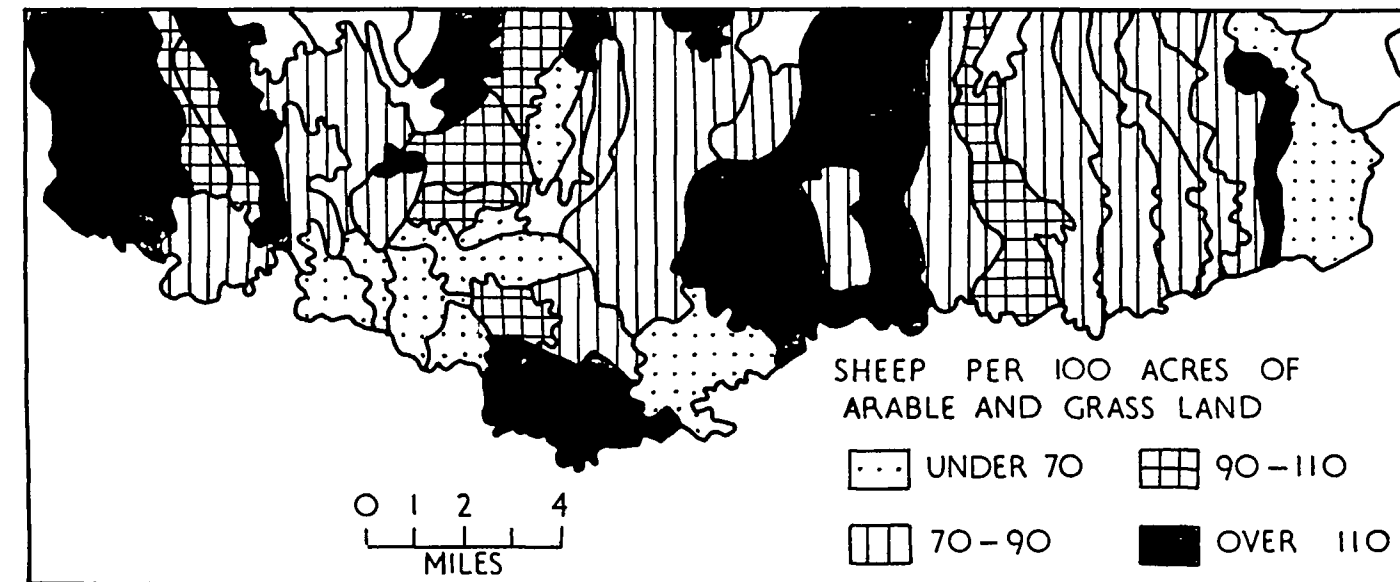 SHEEP PER 100 ACRES OF
ARABLE AND GRASS LAND
UNDER 70
90-110
70-90
OVER 110
0 1 2 4
MILES